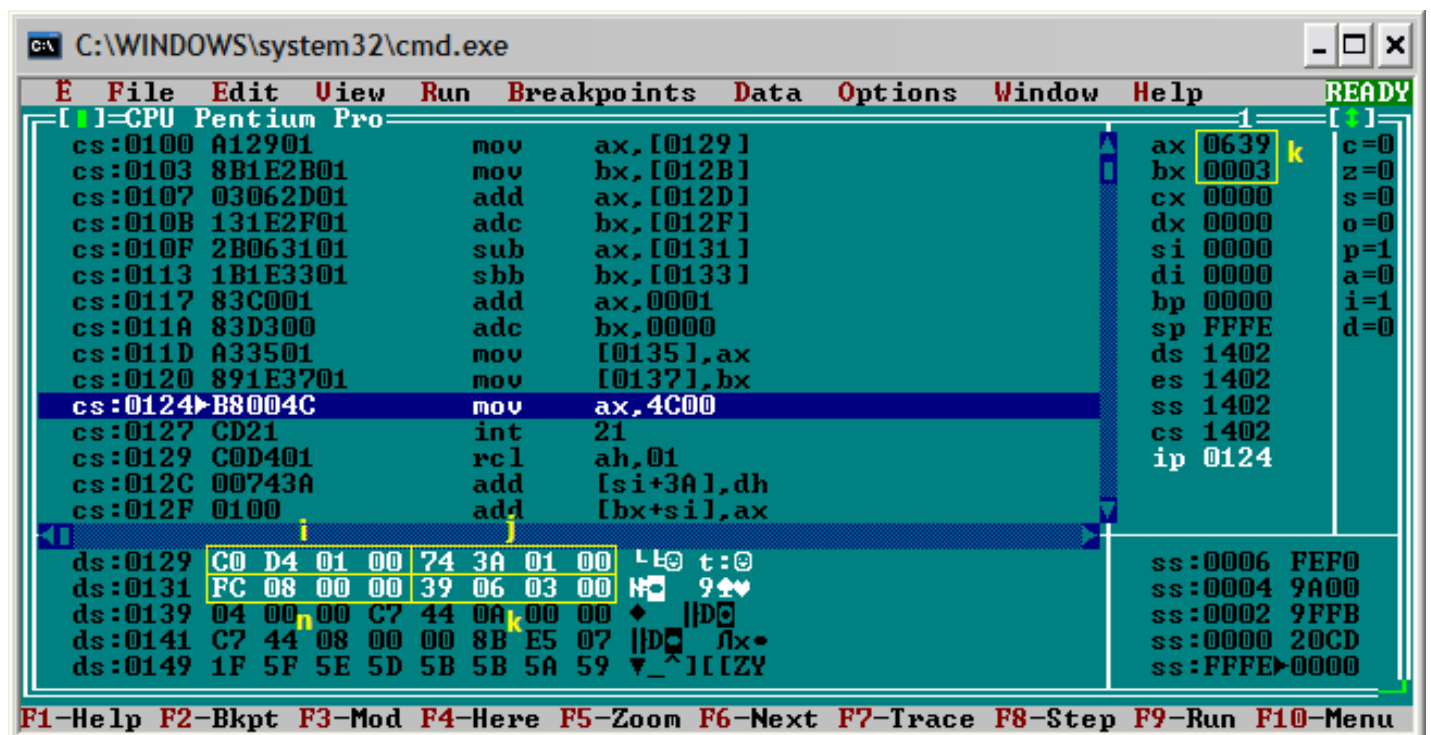 C:\WINDOWS\system32\cmd.exe
Ë File Edit View Run Breakpoints Data Options Window Help READY
[ ]=CPU Pentium Pro 1 [↕]
cs:0100 A12901 mov ax,[0129] ax 0639 k c=0
cs:0103 8B1E2B01 mov bx,[012B] bx 0003 z=0
cs:0107 03062D01 add ax,[012D] cx 0000 s=0
cs:010B 131E2F01 adc bx,[012F] dx 0000 o=0
cs:010F 2B063101 sub ax,[0131] si 0000 p=1
cs:0113 1B1E3301 sbb bx,[0133] di 0000 a=0
cs:0117 83C001 add ax,0001 bp 0000 i=1
cs:011A 83D300 adc bx,0000 sp FFFE d=0
cs:011D A33501 mov [0135],ax ds 1402
cs:0120 891E3701 mov [0137],bx es 1402
cs:0124►B8004C mov ax,4C00 ss 1402
cs:0127 CD21 int 21 cs 1402
cs:0129 C0D401 rcl ah,01 ip 0124
cs:012C 00743A add [si+3A],dh
cs:012F 0100 add [bx+si],ax
i j
ds:0129 C0 D4 01 00 74 3A 01 00 └╘☺ t:☺ ss:0006 FEF0
ds:0131 FC 08 00 00 39 06 03 00 №◘ 9♠♥ ss:0004 9A00
ds:0139 04 00 00 C7 44 0A 00 00 ♦ ╟D◙ ss:0002 9FFB
n k
ds:0141 C7 44 08 00 00 8B E5 07 ╟D◘ Лх• ss:0000 20CD
ds:0149 1F 5F 5E 5D 5B 5B 5A 59 ▼_^][[ZY ss:FFFE►0000
F1-Help F2-Bkpt F3-Mod F4-Here F5-Zoom F6-Next F7-Trace F8-Step F9-Run F10-Menu